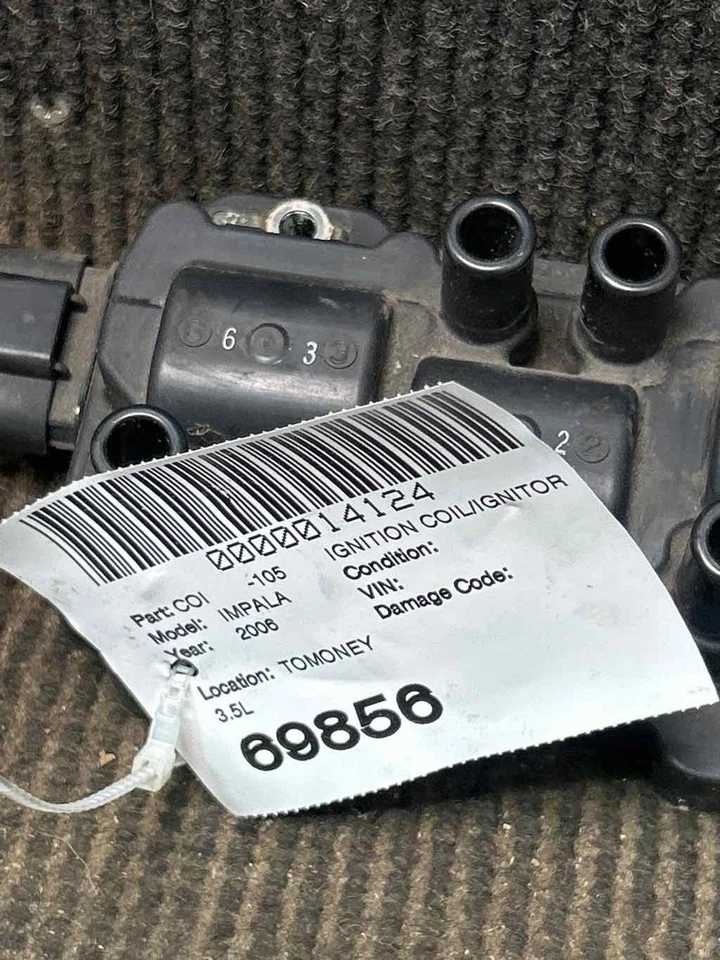 6 3
2
0000014124
Part: COI -105 IGNITION COIL/IGNITOR
Model: IMPALA Condition:
Year: 2006 VIN:
Damage Code:
Location: TOMONEY
3.5L
69856